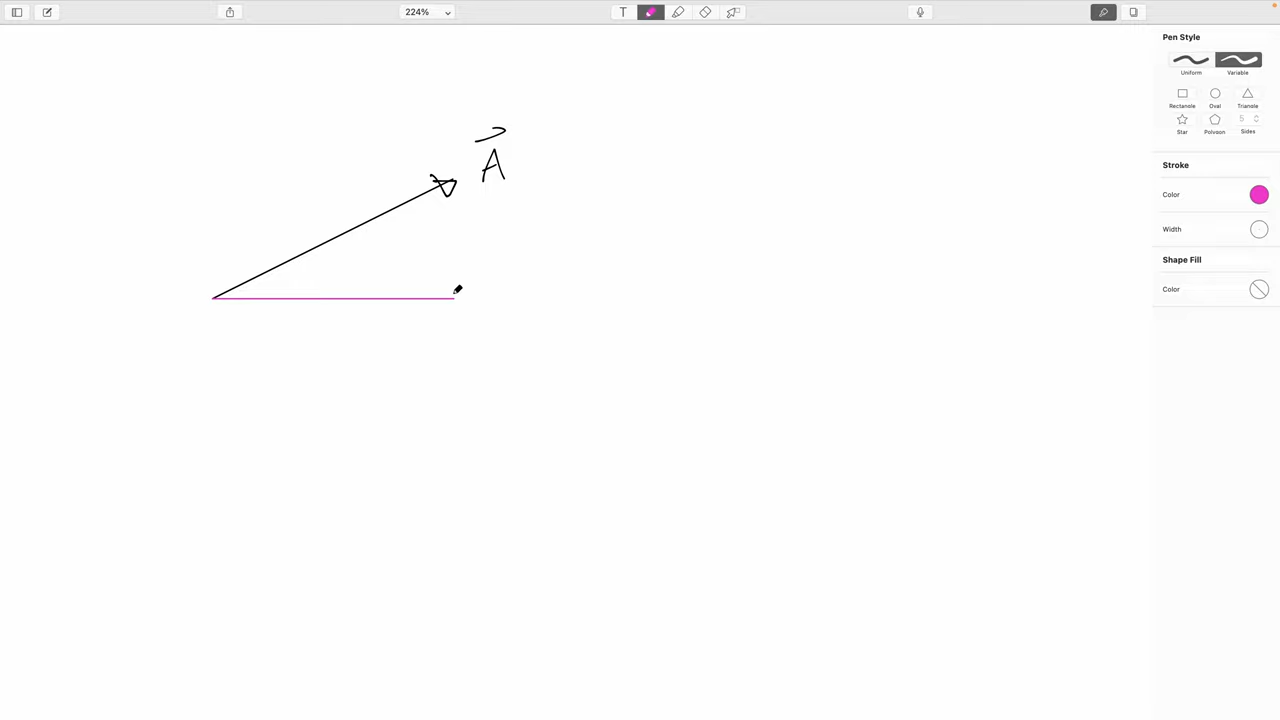 224%
T
Pen Style
Uniform Variable
Rectangle Oval Triangle
5
Star Polygon Sides
Stroke
Color
Width
Shape Fill
Color
A